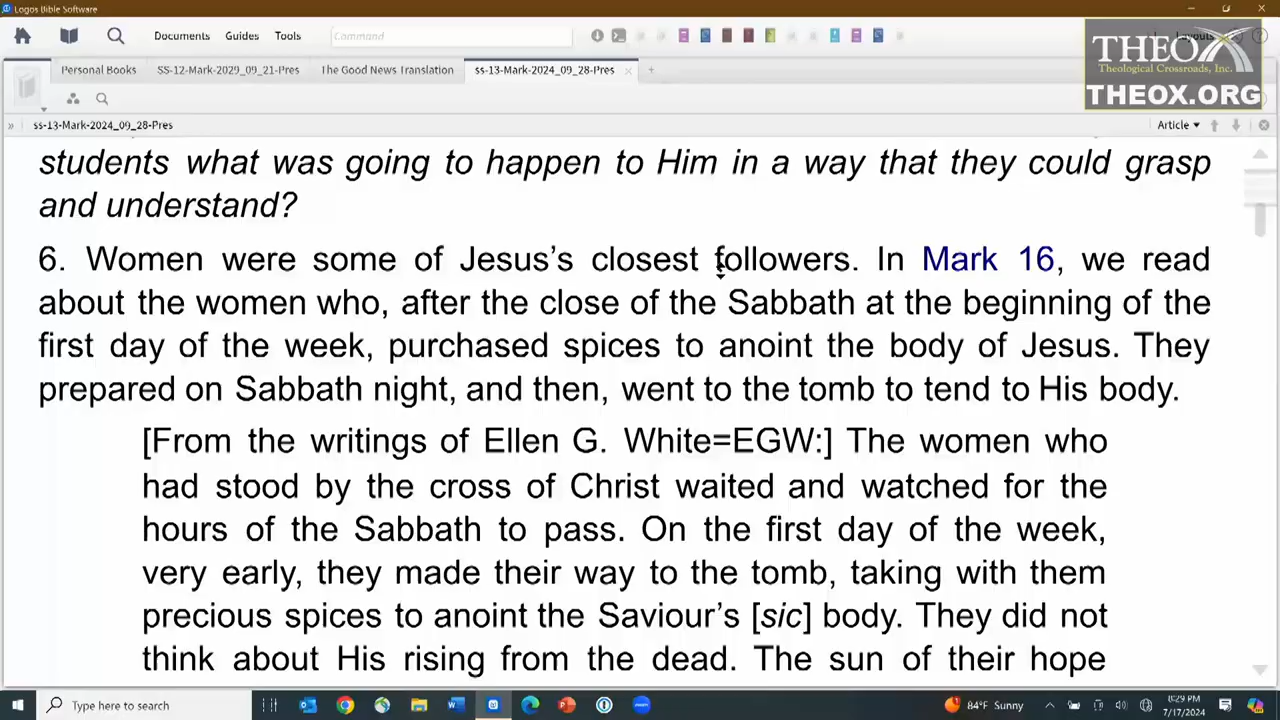 Logos Bible Software
Documents Guides Tools Command Layouts
THEOX
Theological Crossroads, Inc.
THEOX.ORG
Personal Books SS-12-Mark-2029_09_21-Pres The Good News transla ss-13-Mark-2024_09_28-Pres
ss-13-Mark-2024_09_28-Pres Article
students what was going to happen to Him in a way that they could grasp
and understand?
6. Women were some of Jesus’s closest followers. In Mark 16, we read
about the women who, after the close of the Sabbath at the beginning of the
first day of the week, purchased spices to anoint the body of Jesus. They
prepared on Sabbath night, and then, went to the tomb to tend to His body.
[From the writings of Ellen G. White=EGW:] The women who
had stood by the cross of Christ waited and watched for the
hours of the Sabbath to pass. On the first day of the week,
very early, they made their way to the tomb, taking with them
precious spices to anoint the Saviour’s [sic] body. They did not
think about His rising from the dead. The sun of their hope
Type here to search 84°F Sunny 8:29 PM
7/17/2024